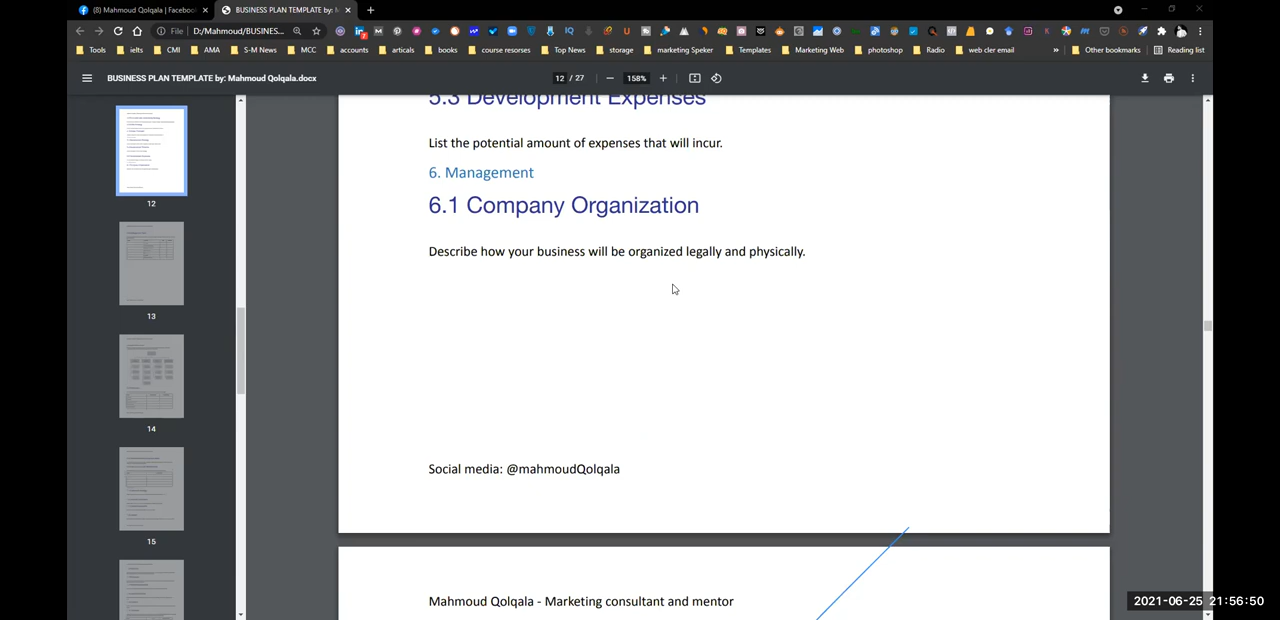 (8) Mahmoud Qolqala | Facebook
BUSINESS PLAN TEMPLATE by: M
File D:/Mahmoud/BUSINES...
Tools ielts CMI AMA S-M News MCC accounts articals books course resorses Top News storage marketing Speker Templates Marketing Web photoshop Radio web cler email » Other bookmarks Reading list
BUSINESS PLAN TEMPLATE by: Mahmoud Qolqala.docx 12 / 27 158%
5.3 Development Expenses
List the potential amount of expenses that will incur.
6. Management
6.1 Company Organization
Describe how your business will be organized legally and physically.
Social media: @mahmoudQolqala
Mahmoud Qolqala - Marketing consultant and mentor
12
13
14
15
2021-06-25 21:56:50